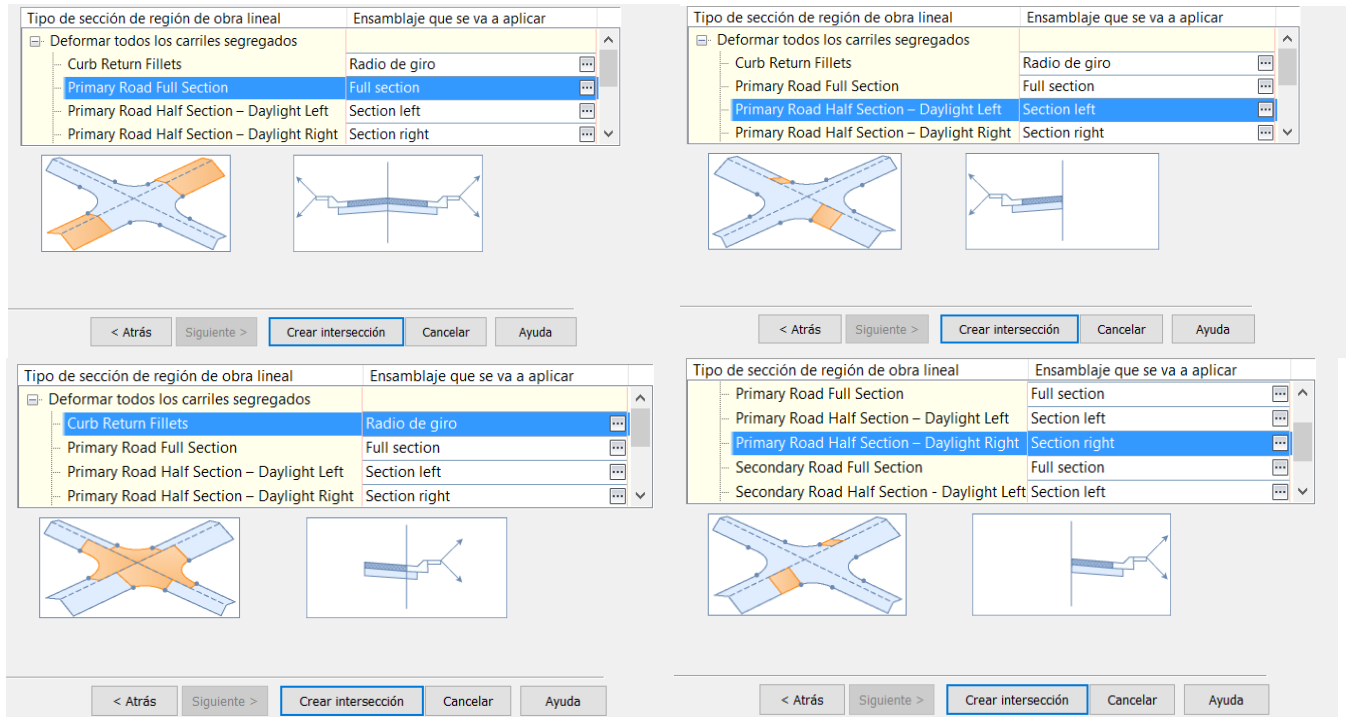 Tipo de sección de región de obra lineal Ensamblaje que se va a aplicar
Deformar todos los carriles segregados
Curb Return Fillets Radio de giro
Primary Road Full Section Full section
Primary Road Half Section – Daylight Left Section left
Primary Road Half Section – Daylight Right Section right
< Atrás Siguiente > Crear intersección Cancelar Ayuda
Tipo de sección de región de obra lineal Ensamblaje que se va a aplicar
Deformar todos los carriles segregados
Curb Return Fillets Radio de giro
Primary Road Full Section Full section
Primary Road Half Section – Daylight Left Section left
Primary Road Half Section – Daylight Right Section right
< Atrás Siguiente > Crear intersección Cancelar Ayuda
Tipo de sección de región de obra lineal Ensamblaje que se va a aplicar
Deformar todos los carriles segregados
Curb Return Fillets Radio de giro
Primary Road Full Section Full section
Primary Road Half Section – Daylight Left Section left
Primary Road Half Section – Daylight Right Section right
< Atrás Siguiente > Crear intersección Cancelar Ayuda
Tipo de sección de región de obra lineal Ensamblaje que se va a aplicar
Primary Road Full Section Full section
Primary Road Half Section – Daylight Left Section left
Primary Road Half Section – Daylight Right Section right
Secondary Road Full Section Full section
Secondary Road Half Section - Daylight Left Section left
< Atrás Siguiente > Crear intersección Cancelar Ayuda